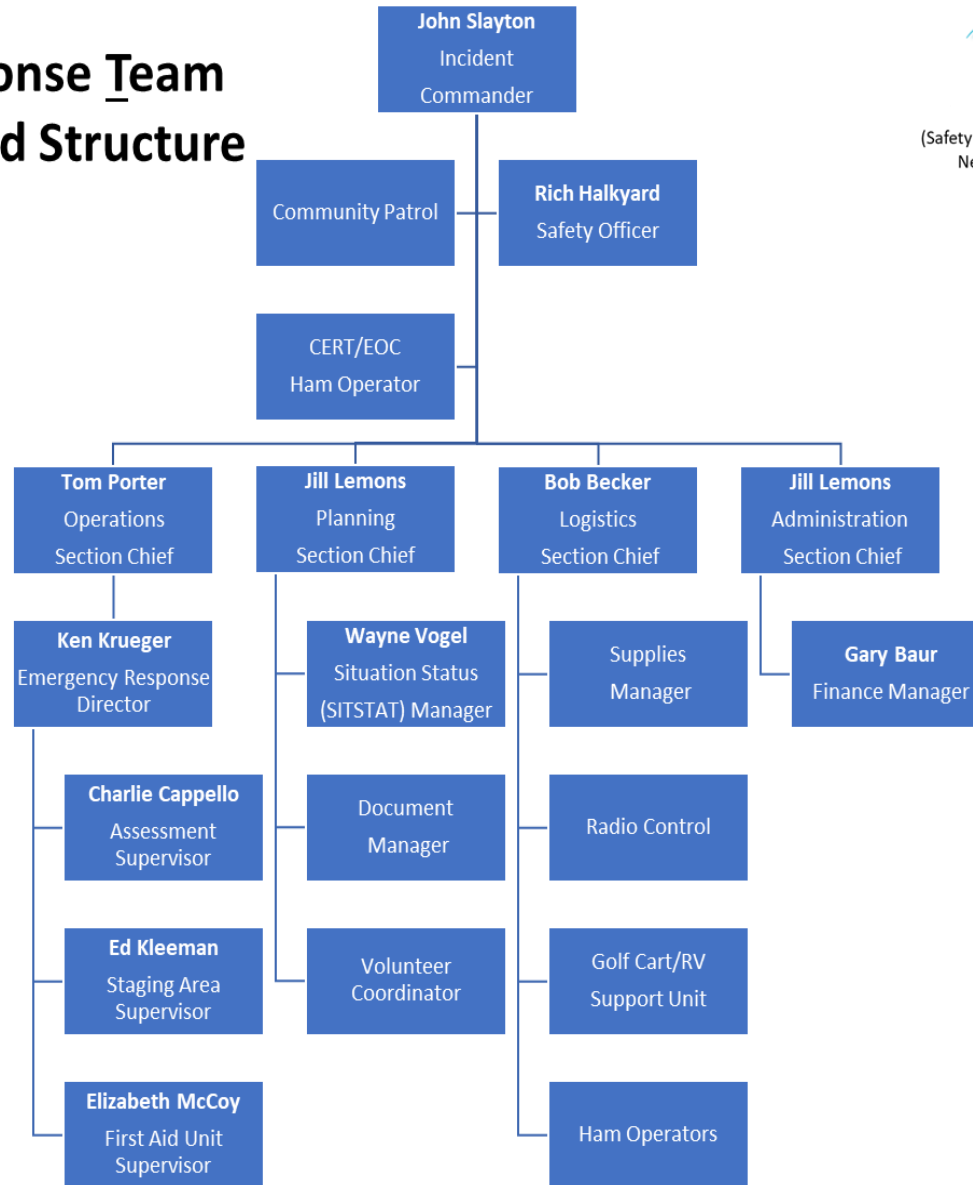 John Slayton
Incident
Commander
onse Team
d Structure
(Safety
Community Patrol
Rich Halkyard
Safety Officer
CERT/EOC
Ham Operator
Tom Porter
Operations
Section Chief
Jill Lemons
Planning
Section Chief
Bob Becker
Logistics
Section Chief
Jill Lemons
Administration
Section Chief
Ken Krueger
Emergency Response
Director
Wayne Vogel
Situation Status
(SITSTAT) Manager
Supplies
Manager
Gary Baur
Finance Manager
Charlie Cappello
Assessment
Supervisor
Document
Manager
Radio Control
Ed Kleeman
Staging Area
Supervisor
Volunteer
Coordinator
Golf Cart/RV
Support Unit
Elizabeth McCoy
First Aid Unit
Supervisor
Ham Operators